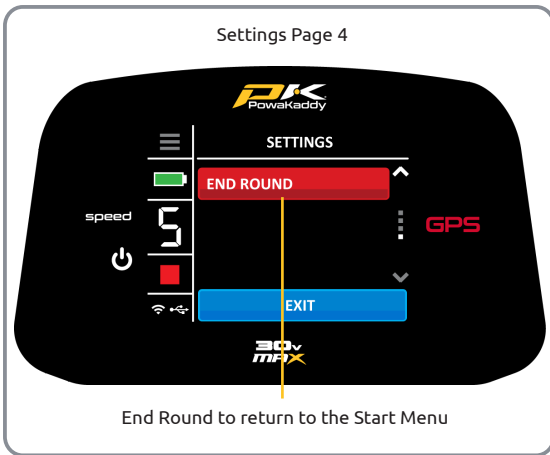 Settings Page 4
PK
PowaKaddy
SETTINGS
END ROUND
speed
5
GPS
EXIT
30v
MAX
End Round to return to the Start Menu